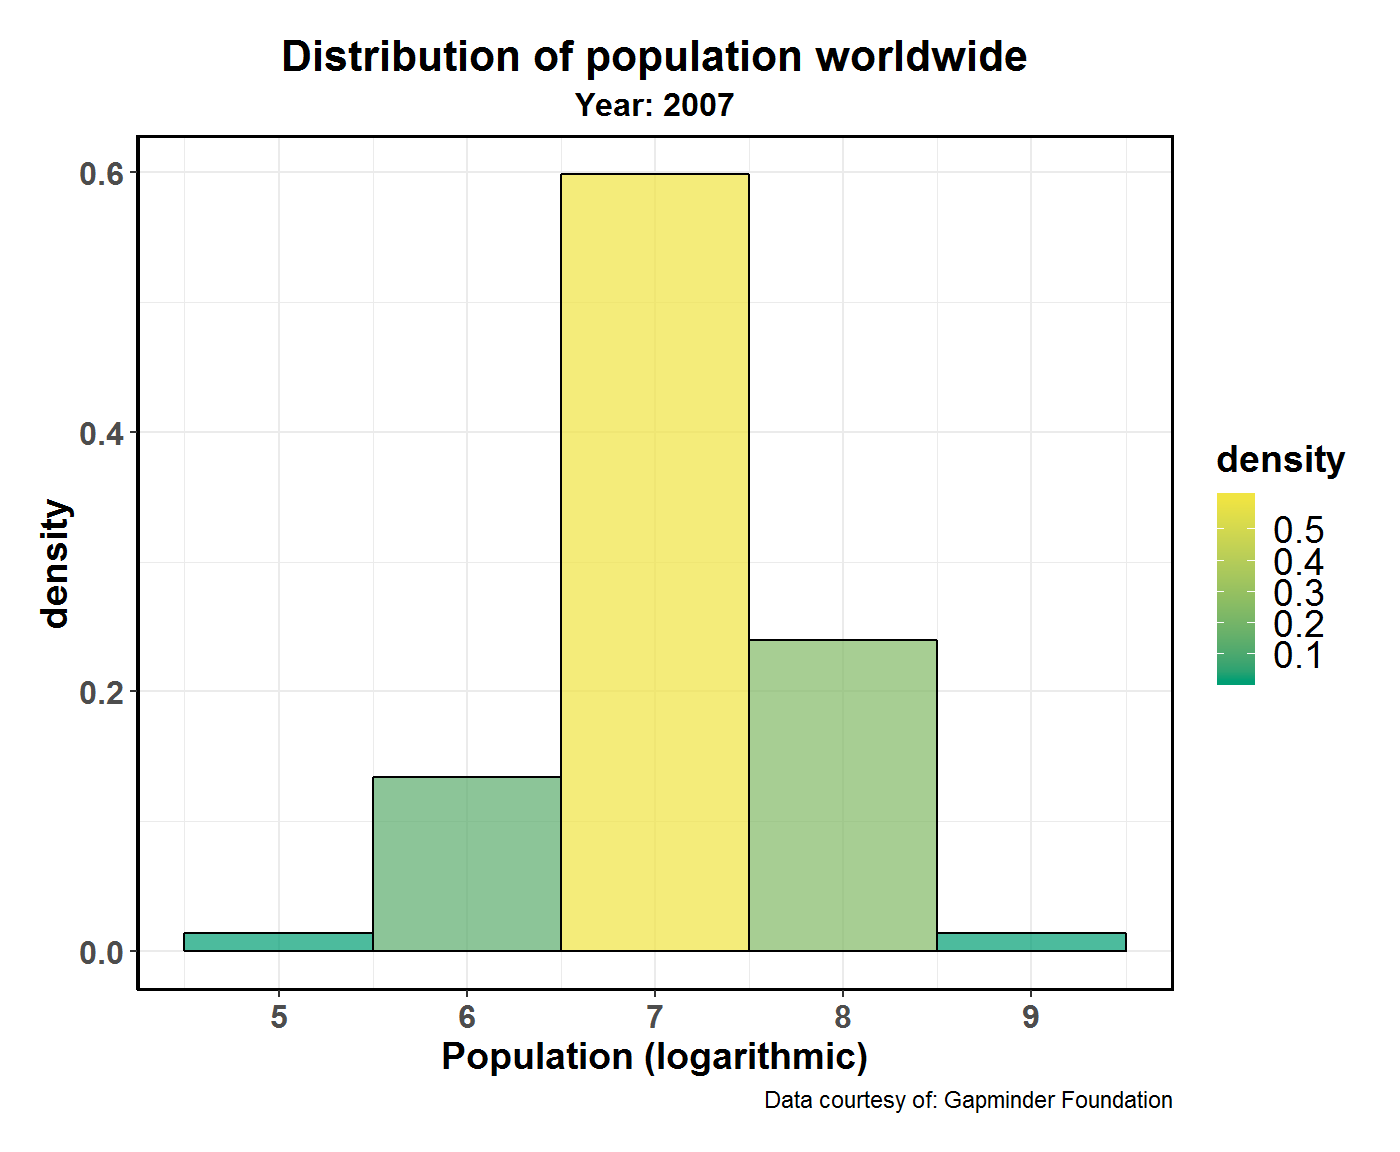 Distribution of population worldwide
Year: 2007
density
0.6
0.4
0.2
0.0
5 6 7 8 9
Population (logarithmic)
density
0.5
0.4
0.3
0.2
0.1
Data courtesy of: Gapminder Foundation